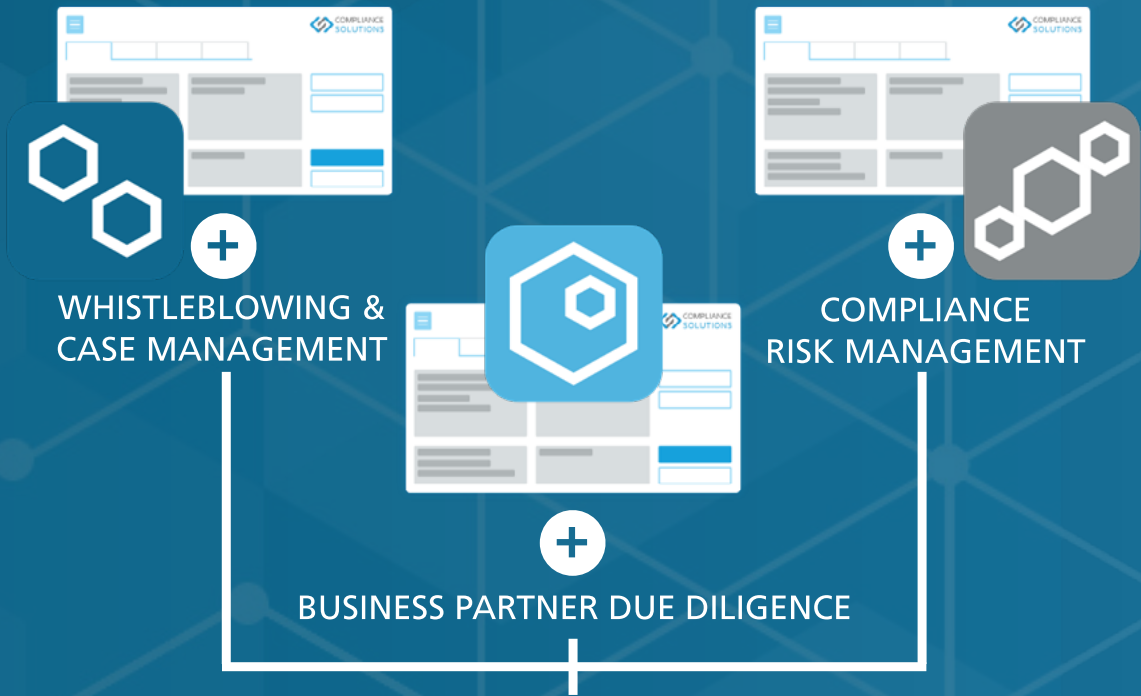 COMPLIANCE
SOLUTIONS
COMPLIANCE
SOLUTIONS
WHISTLEBLOWING &
CASE MANAGEMENT
COMPLIANCE
RISK MANAGEMENT
COMPLIANCE
SOLUTIONS
BUSINESS PARTNER DUE DILIGENCE